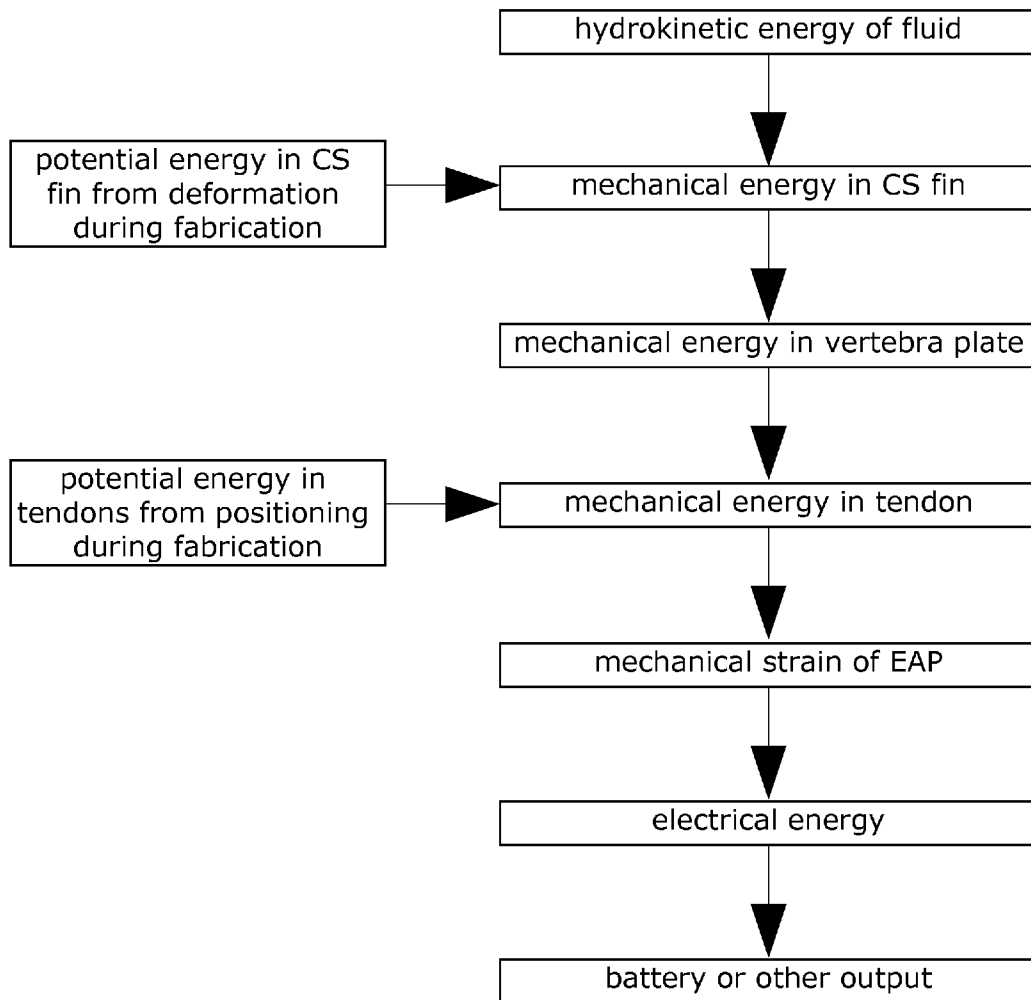 hydrokinetic energy of fluid
potential energy in CS
fin from deformation
during fabrication
mechanical energy in CS fin
mechanical energy in vertebra plate
potential energy in
tendons from positioning
during fabrication
mechanical energy in tendon
mechanical strain of EAP
electrical energy
battery or other output